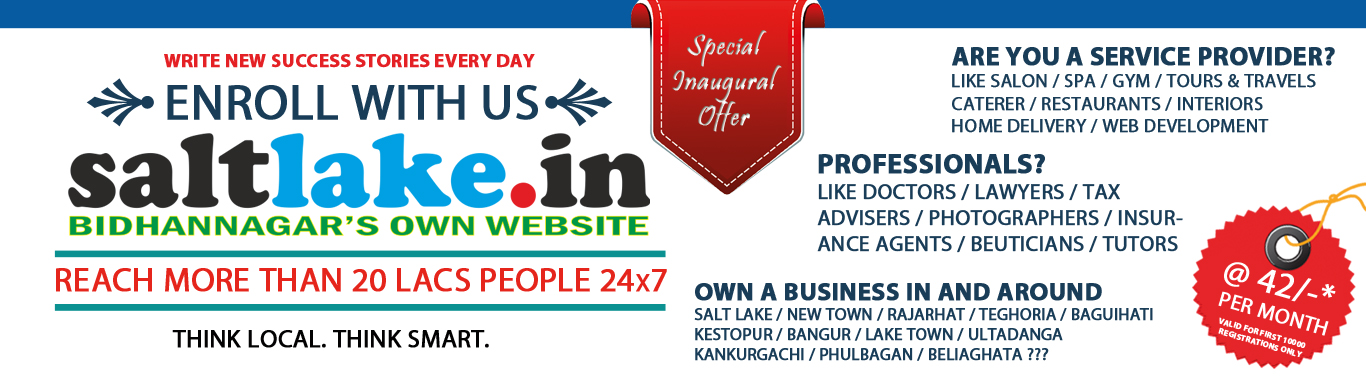 WRITE NEW SUCCESS STORIES EVERY DAY
ENROLL WITH US
saltlake.in
BIDHANNAGAR'S OWN WEBSITE
REACH MORE THAN 20 LACS PEOPLE 24x7
THINK LOCAL. THINK SMART.
Special
Inaugural
Offer
ARE YOU A SERVICE PROVIDER?
LIKE SALON / SPA / GYM / TOURS & TRAVELS
CATERER / RESTAURANTS / INTERIORS
HOME DELIVERY / WEB DEVELOPMENT
PROFESSIONALS?
LIKE DOCTORS / LAWYERS / TAX
ADVISERS / PHOTOGRAPHERS / INSUR-
ANCE AGENTS / BEUTICIANS / TUTORS
OWN A BUSINESS IN AND AROUND
SALT LAKE / NEW TOWN / RAJARHAT / TEGHORIA / BAGUIHATI
KESTOPUR / BANGUR / LAKE TOWN / ULTADANGA
KANKURGACHI / PHULBAGAN / BELIAGHATA ???
@ 42/-*
PER MONTH
VALID FOR FIRST 10000
REGISTRATIONS ONLY